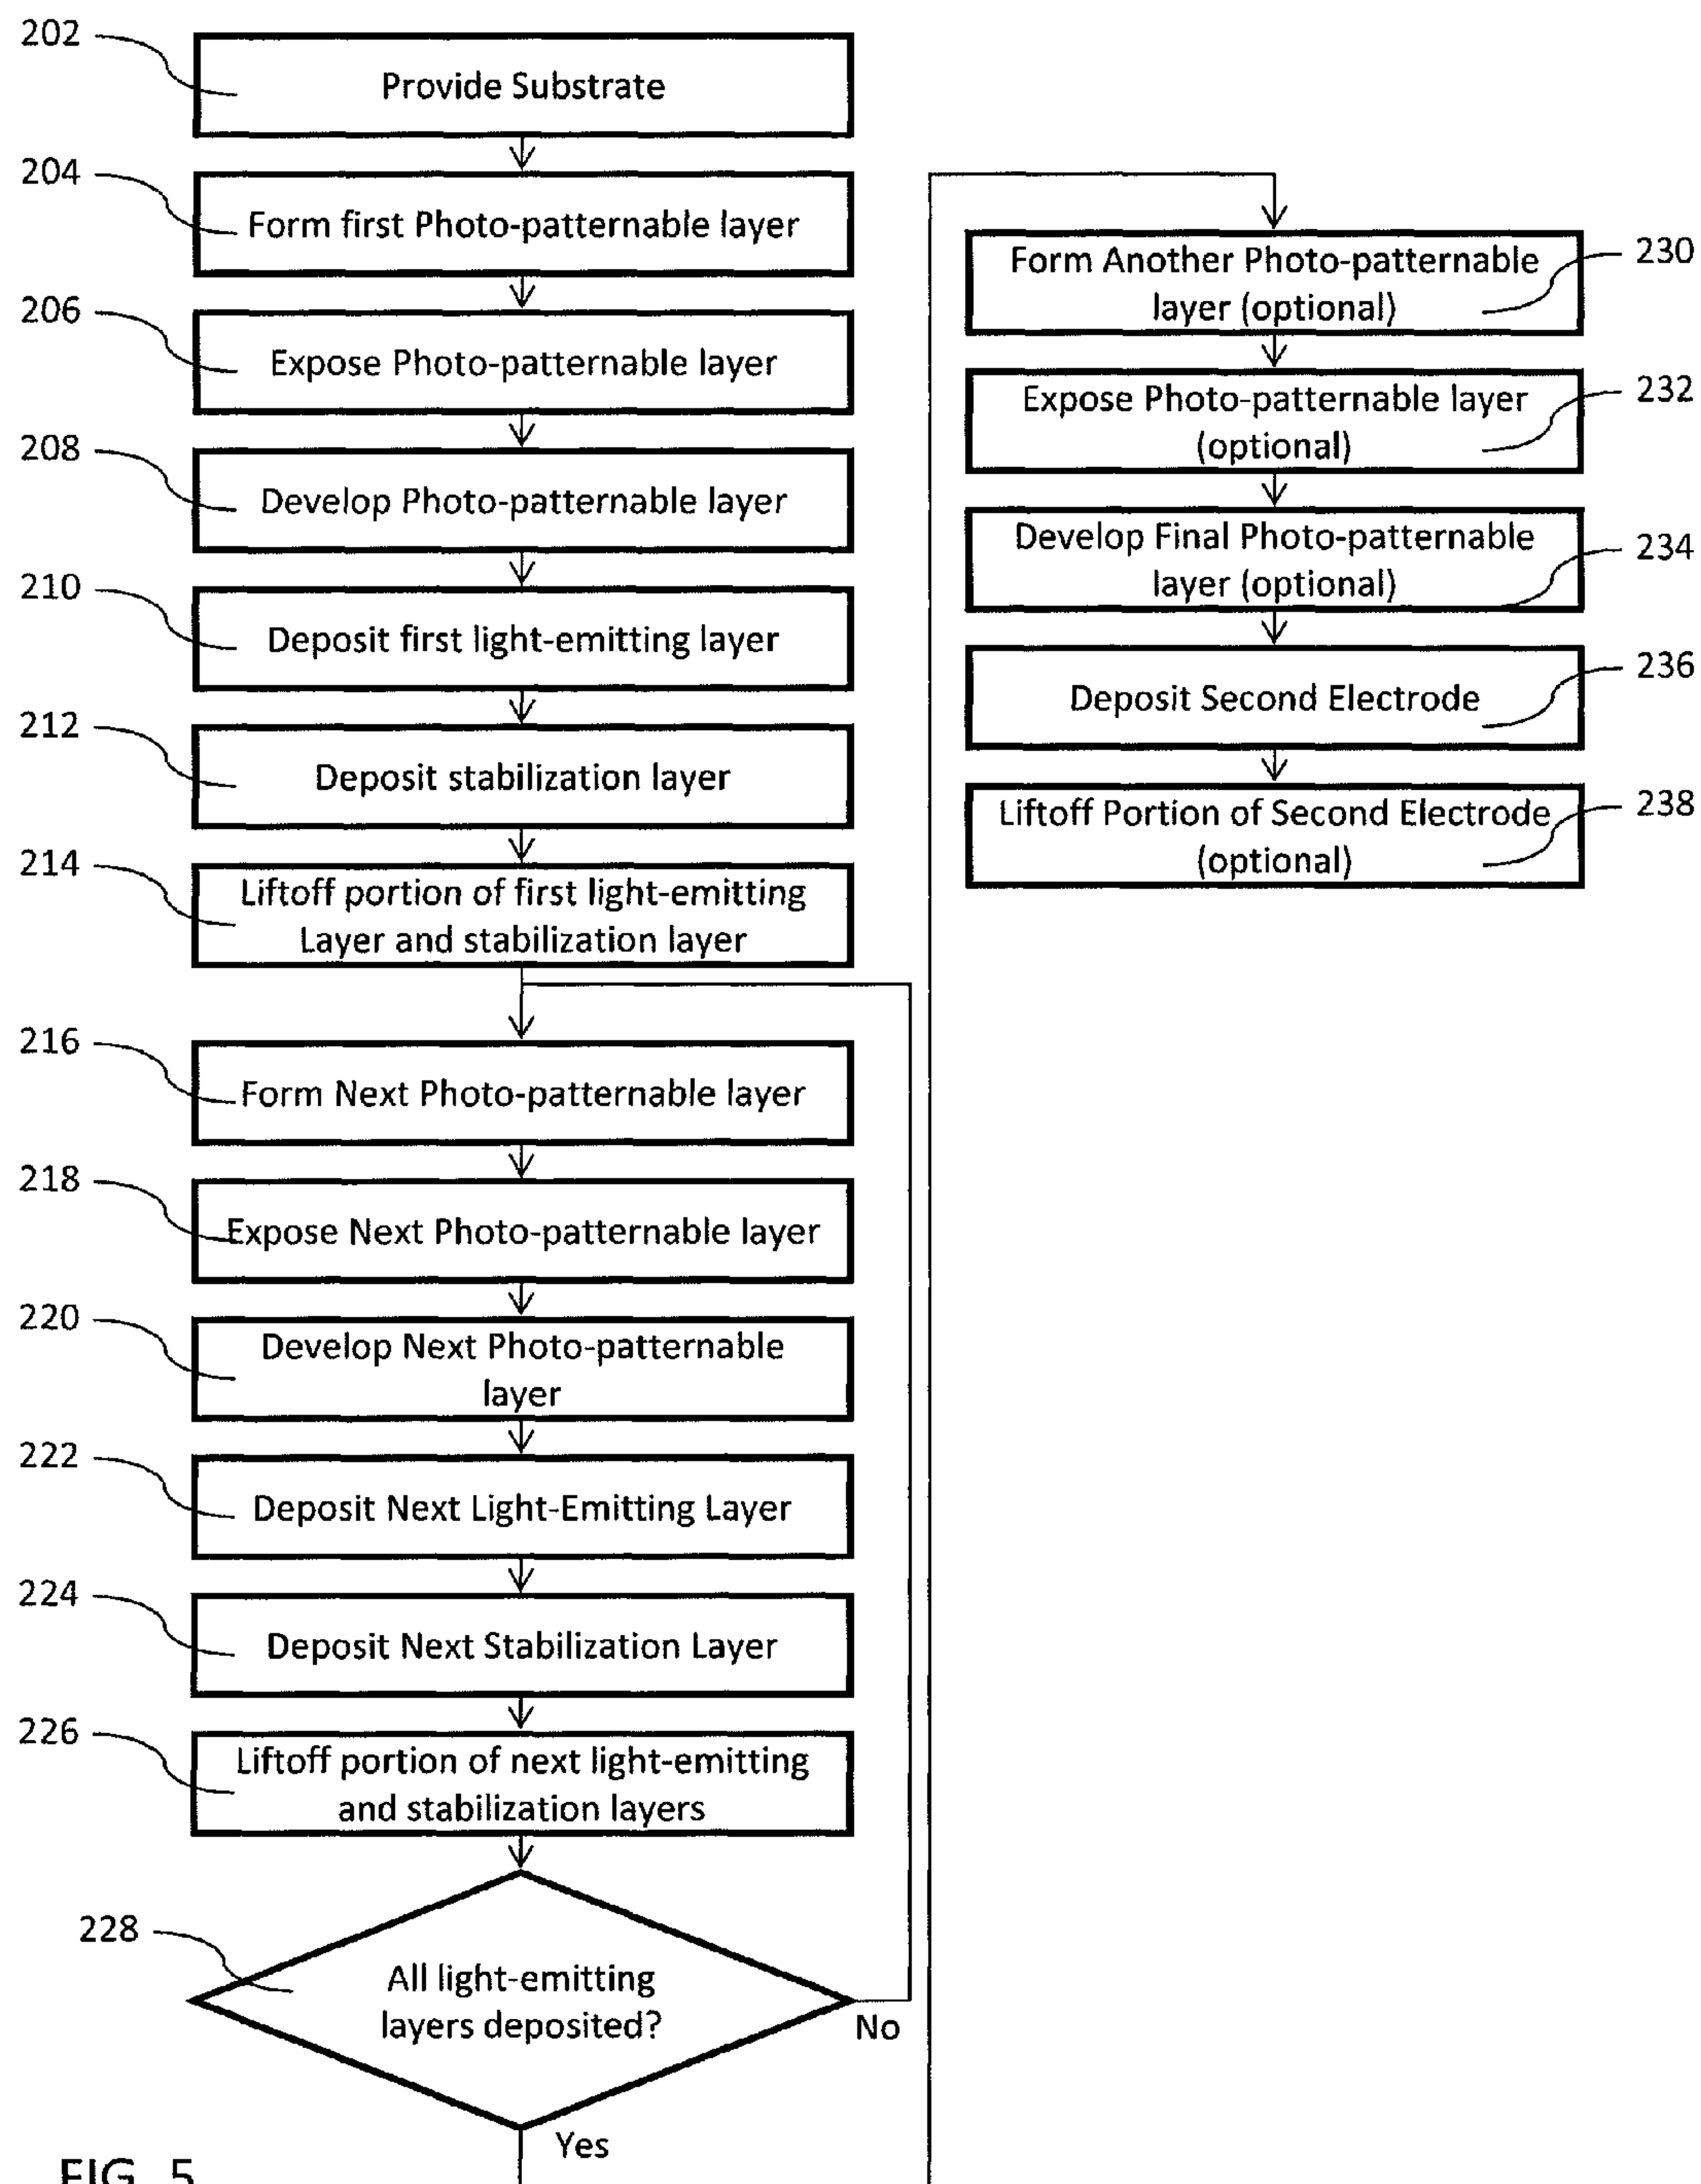 202
Provide Substrate
204
Form first Photo-patternable layer
206
Expose Photo-patternable layer
208
Develop Photo-patternable layer
210
Deposit first light-emitting layer
212
Deposit stabilization layer
214
Liftoff portion of first light-emitting
Layer and stabilization layer
216
Form Next Photo-patternable layer
218
Expose Next Photo-patternable layer
220
Develop Next Photo-patternable
layer
222
Deposit Next Light-Emitting Layer
224
Deposit Next Stabilization Layer
226
Liftoff portion of next light-emitting
and stabilization layers
228
All light-emitting
layers deposited?
No
Yes
Form Another Photo-patternable
layer (optional)
230
Expose Photo-patternable layer
(optional)
232
Develop Final Photo-patternable
layer (optional)
234
Deposit Second Electrode
236
Liftoff Portion of Second Electrode
(optional)
238
FIG. 5